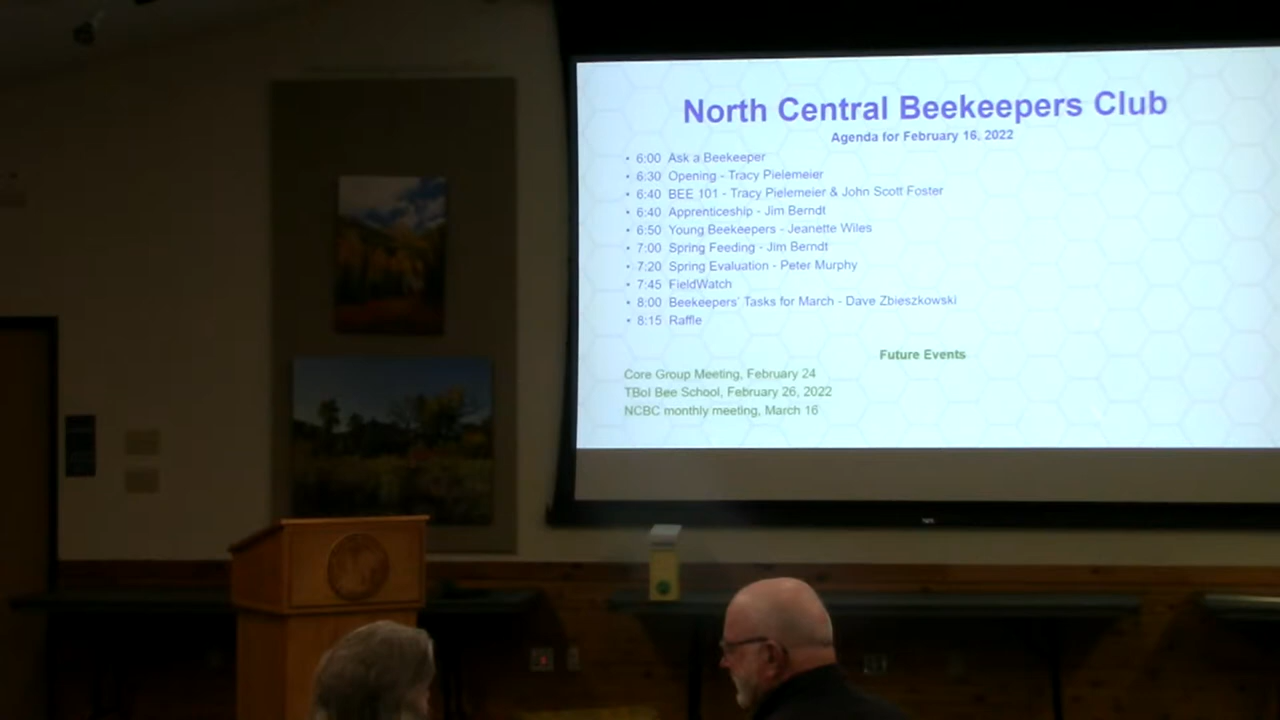 North Central Beekeepers Club
Agenda for February 16, 2022
• 6:00 Ask a Beekeeper
• 6:30 Opening - Tracy Pielemeier
• 6:40 BEE 101 - Tracy Pielemeier & John Scott Foster
• 6:40 Apprenticeship - Jim Berndt
• 6:50 Young Beekeepers - Jeanette Wiles
• 7:00 Spring Feeding - Jim Berndt
• 7:20 Spring Evaluation - Peter Murphy
• 7:45 FieldWatch
• 8:00 Beekeepers' Tasks for March - Dave Zbieszkowski
• 8:15 Raffle
Future Events
Core Group Meeting, February 24
TBoI Bee School, February 26, 2022
NCBC monthly meeting, March 16